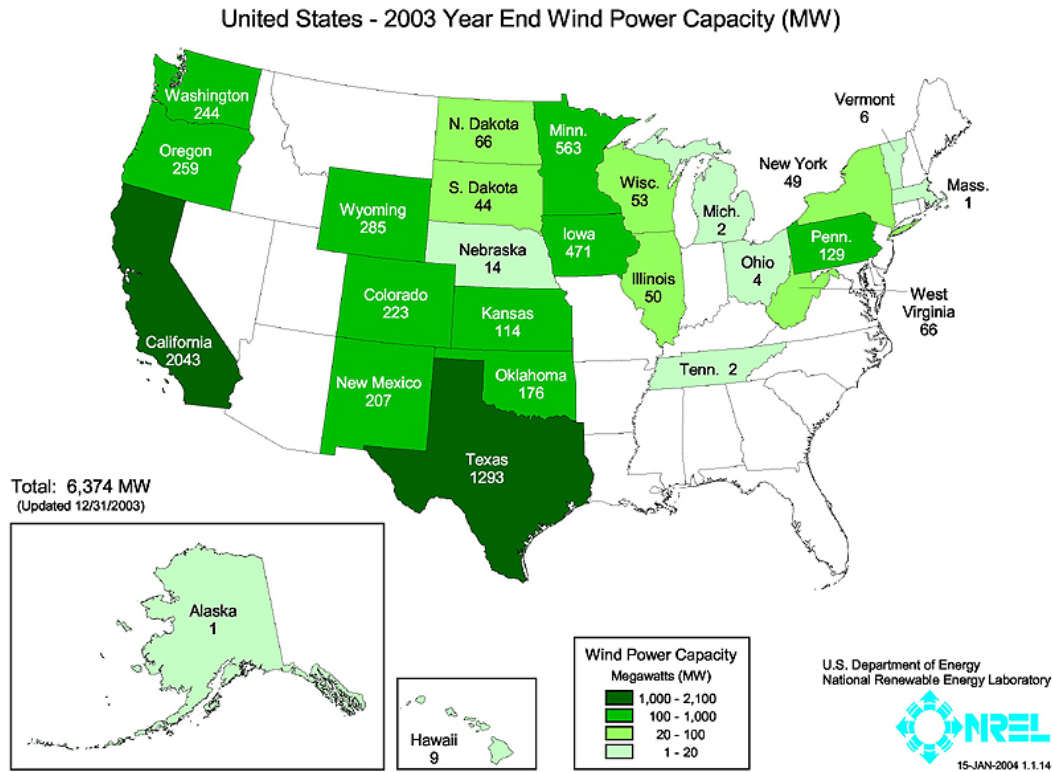 United States - 2003 Year End Wind Power Capacity (MW)
Washington
244
Oregon
259
California
2043
Wyoming
285
Colorado
223
New Mexico
207
N. Dakota
66
S. Dakota
44
Nebraska
14
Kansas
114
Oklahoma
176
Texas
1293
Minn.
563
Iowa
471
Wisc.
53
Illinois
50
Mich.
2
Ohio
4
Tenn. 2
Vermont
6
New York
49
Mass.
1
Penn.
129
West
Virginia
66
Total: 6,374 MW
(Updated 12/31/2003)
Alaska
1
Hawaii
9
Wind Power Capacity
Megawatts (MW)
1,000 - 2,100
100 - 1,000
20 - 100
1 - 20
U.S. Department of Energy
National Renewable Energy Laboratory
NREL
15-JAN-2004 1.1.14